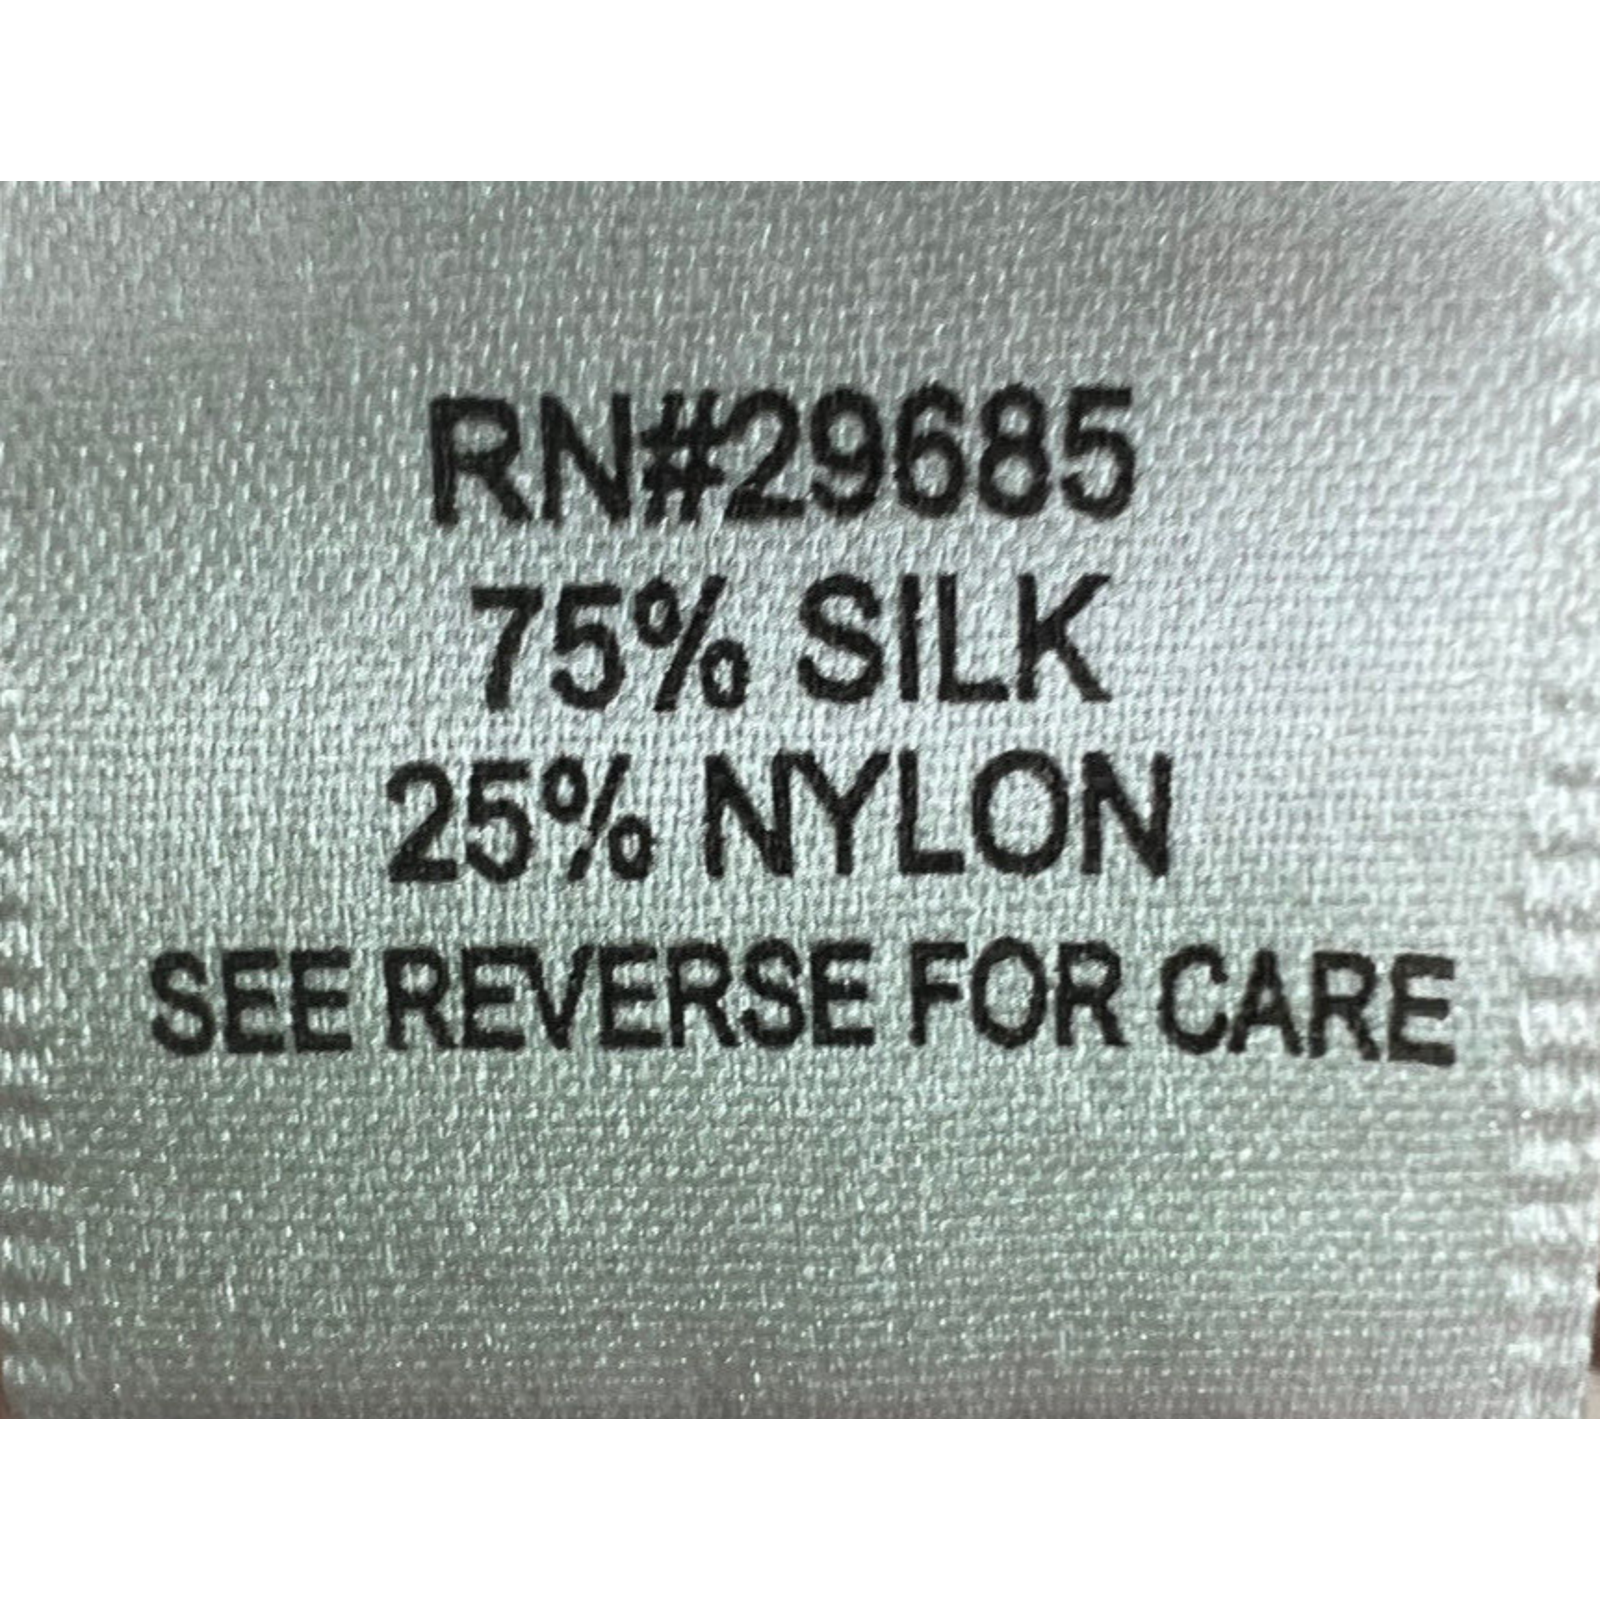 RN#29685
75% SILK
25% NYLON
SEE REVERSE FOR CARE